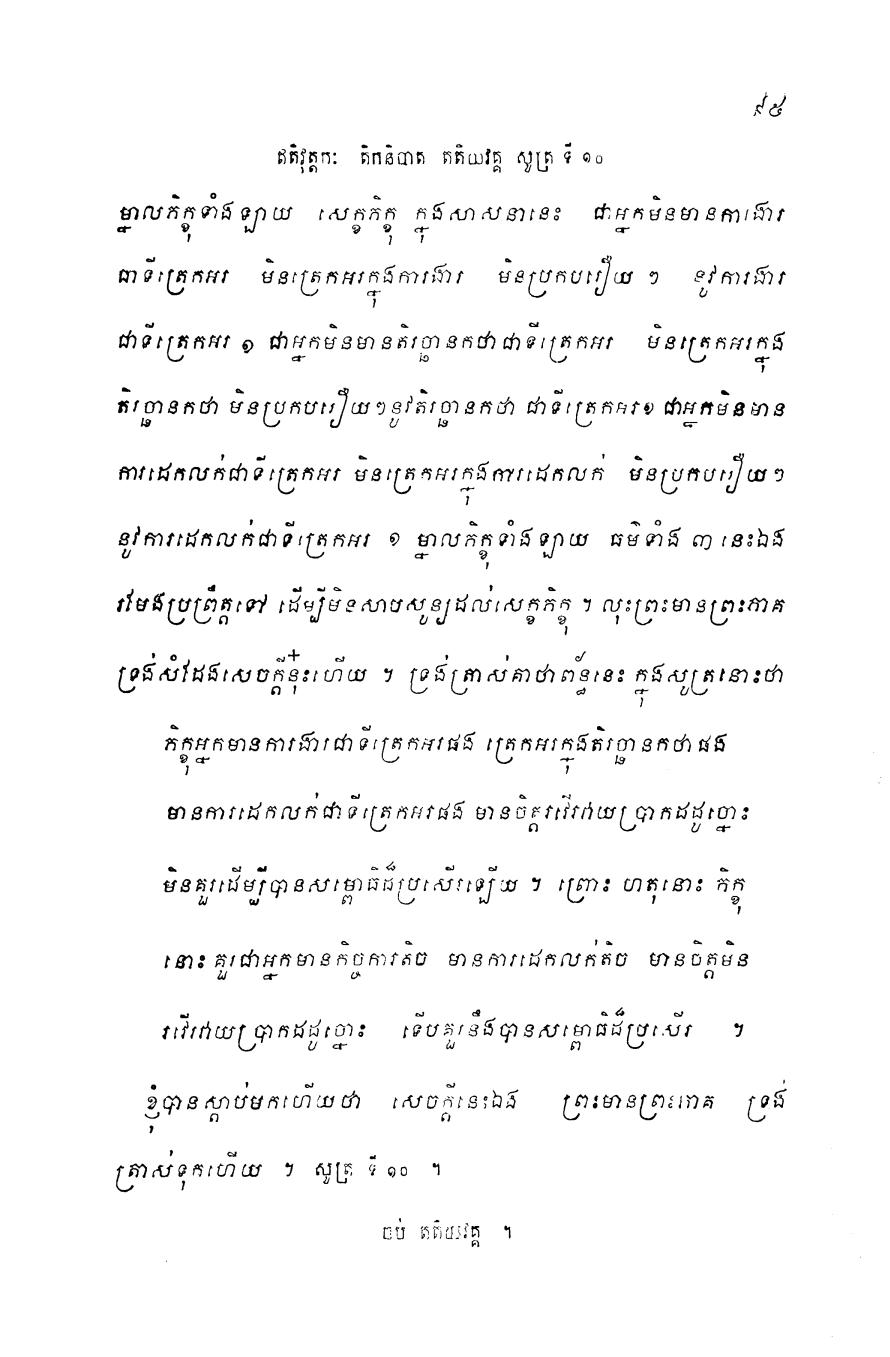 ៩៥
ឥតិវុត្តកៈ តិកនិបាត តតិយវគ្គ សូត្រ ទី ១០
ម្នាលភិក្ខុទាំងឡាយ សេក្ខភិក្ខុ ក្នុងសាសនានេះ ជាអ្នកមិនមានការងារ
ជាទីត្រេកអរ មិនត្រេកអរក្នុងការងារ មិនប្រកបរឿយ ៗ នូវការងារ
ជាទីត្រេកអរ ១ ជាអ្នកមិនមានតិរច្ឆានកថាជាទីត្រេកអរ មិនត្រេកអរក្នុង
តិរច្ឆានកថា មិនប្រកបរឿយៗនូវតិរច្ឆានកថា ជាទីត្រេកអរ១ ជាអ្នកមិនមាន
ការដេកលក់ជាទីត្រេកអរ មិនត្រេកអរក្នុងការដេកលក់ មិនប្រកបរឿយៗ
នូវការដេកលក់ជាទីត្រេកអរ ១ ម្នាលភិក្ខុទាំងឡាយ ធម៌ទាំង ៣ នេះឯង
រមែងប្រព្រឹត្តទៅ ដើម្បីមិនសាបសូន្យដល់សេក្ខភិក្ខុ ។ លុះព្រះមានព្រះភាគ
ទ្រង់សំដែងសេចក្តីនុ៎ះហើយ ។ ទ្រង់ត្រាស់គាថាព័ន្ធនេះ ក្នុងសូត្រនោះថា
ភិក្ខុអ្នកមានការងារជាទីត្រេកអរផង ត្រេកអរក្នុងតិរច្ឆានកថាផង
មានការដេកលក់ជាទីត្រេកអរផង មានចិត្តរវើរវាយប្រាកដដូច្នោះ
មិនគួរដើម្បីបានសម្ពោធិដ៏ប្រសើរឡើយ ។ ព្រោះ ហតុនោះ ភិក្ខុ
នោះ គួរជាអ្នកមានកិច្ចការតិច មានការដេកលក់តិច មានចិត្តមិន
រវើរវាយប្រាកដដូច្នោះ ទើបគួរនឹងបានសម្ពោធិដ៏ប្រសើរ ។
ខ្ញុំបានស្តាប់មកហើយថា សេចក្តីនេះឯង ព្រះមានព្រះភាគ ទ្រង់
ត្រាស់ទុកហើយ ។ សូត្រ ទី ១០ ។
ចប់ តតិយវគ្គ ។